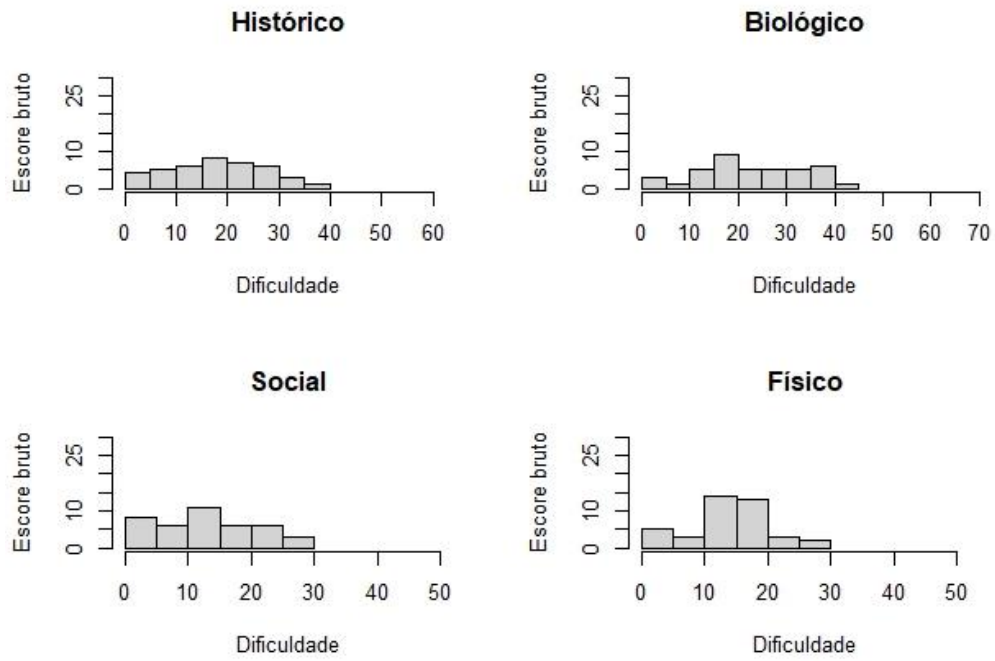 Histórico
Escore bruto
0 10 25
0 10 20 30 40 50 60
Dificuldade
Biológico
Escore bruto
0 10 25
0 10 20 30 40 50 60 70
Dificuldade
Social
Escore bruto
0 10 25
0 10 20 30 40 50
Dificuldade
Físico
Escore bruto
0 10 25
0 10 20 30 40 50
Dificuldade